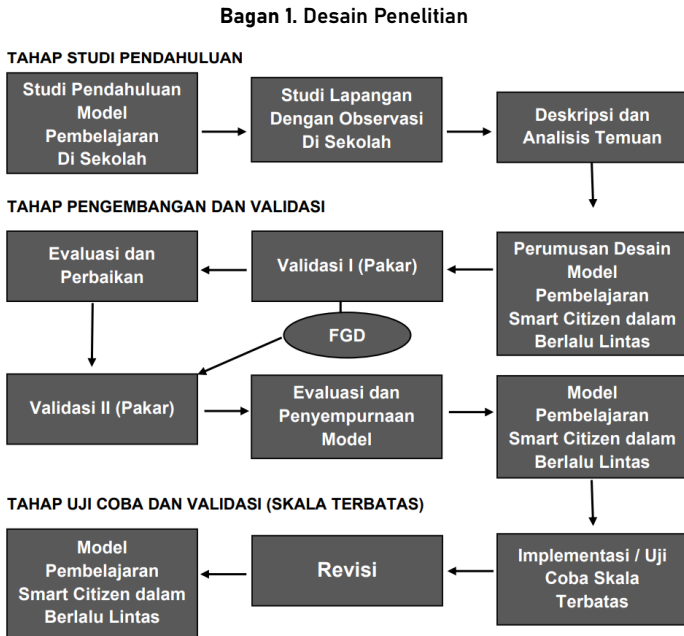 Bagan 1. Desain Penelitian
TAHAP STUDI PENDAHULUAN
Studi Pendahuluan
Model
Pembelajaran
Di Sekolah
Studi Lapangan
Dengan Observasi
Di Sekolah
Deskripsi dan
Analisis Temuan
TAHAP PENGEMBANGAN DAN VALIDASI
Evaluasi dan
Perbaikan
Validasi I (Pakar)
Perumusan Desain
Model
Pembelajaran
Smart Citizen dalam
Berlalu Lintas
FGD
Validasi II (Pakar)
Evaluasi dan
Penyempurnaan
Model
Model
Pembelajaran
Smart Citizen dalam
Berlalu Lintas
TAHAP UJI COBA DAN VALIDASI (SKALA TERBATAS)
Model
Pembelajaran
Smart Citizen dalam
Berlalu Lintas
Revisi
Implementasi / Uji
Coba Skala
Terbatas